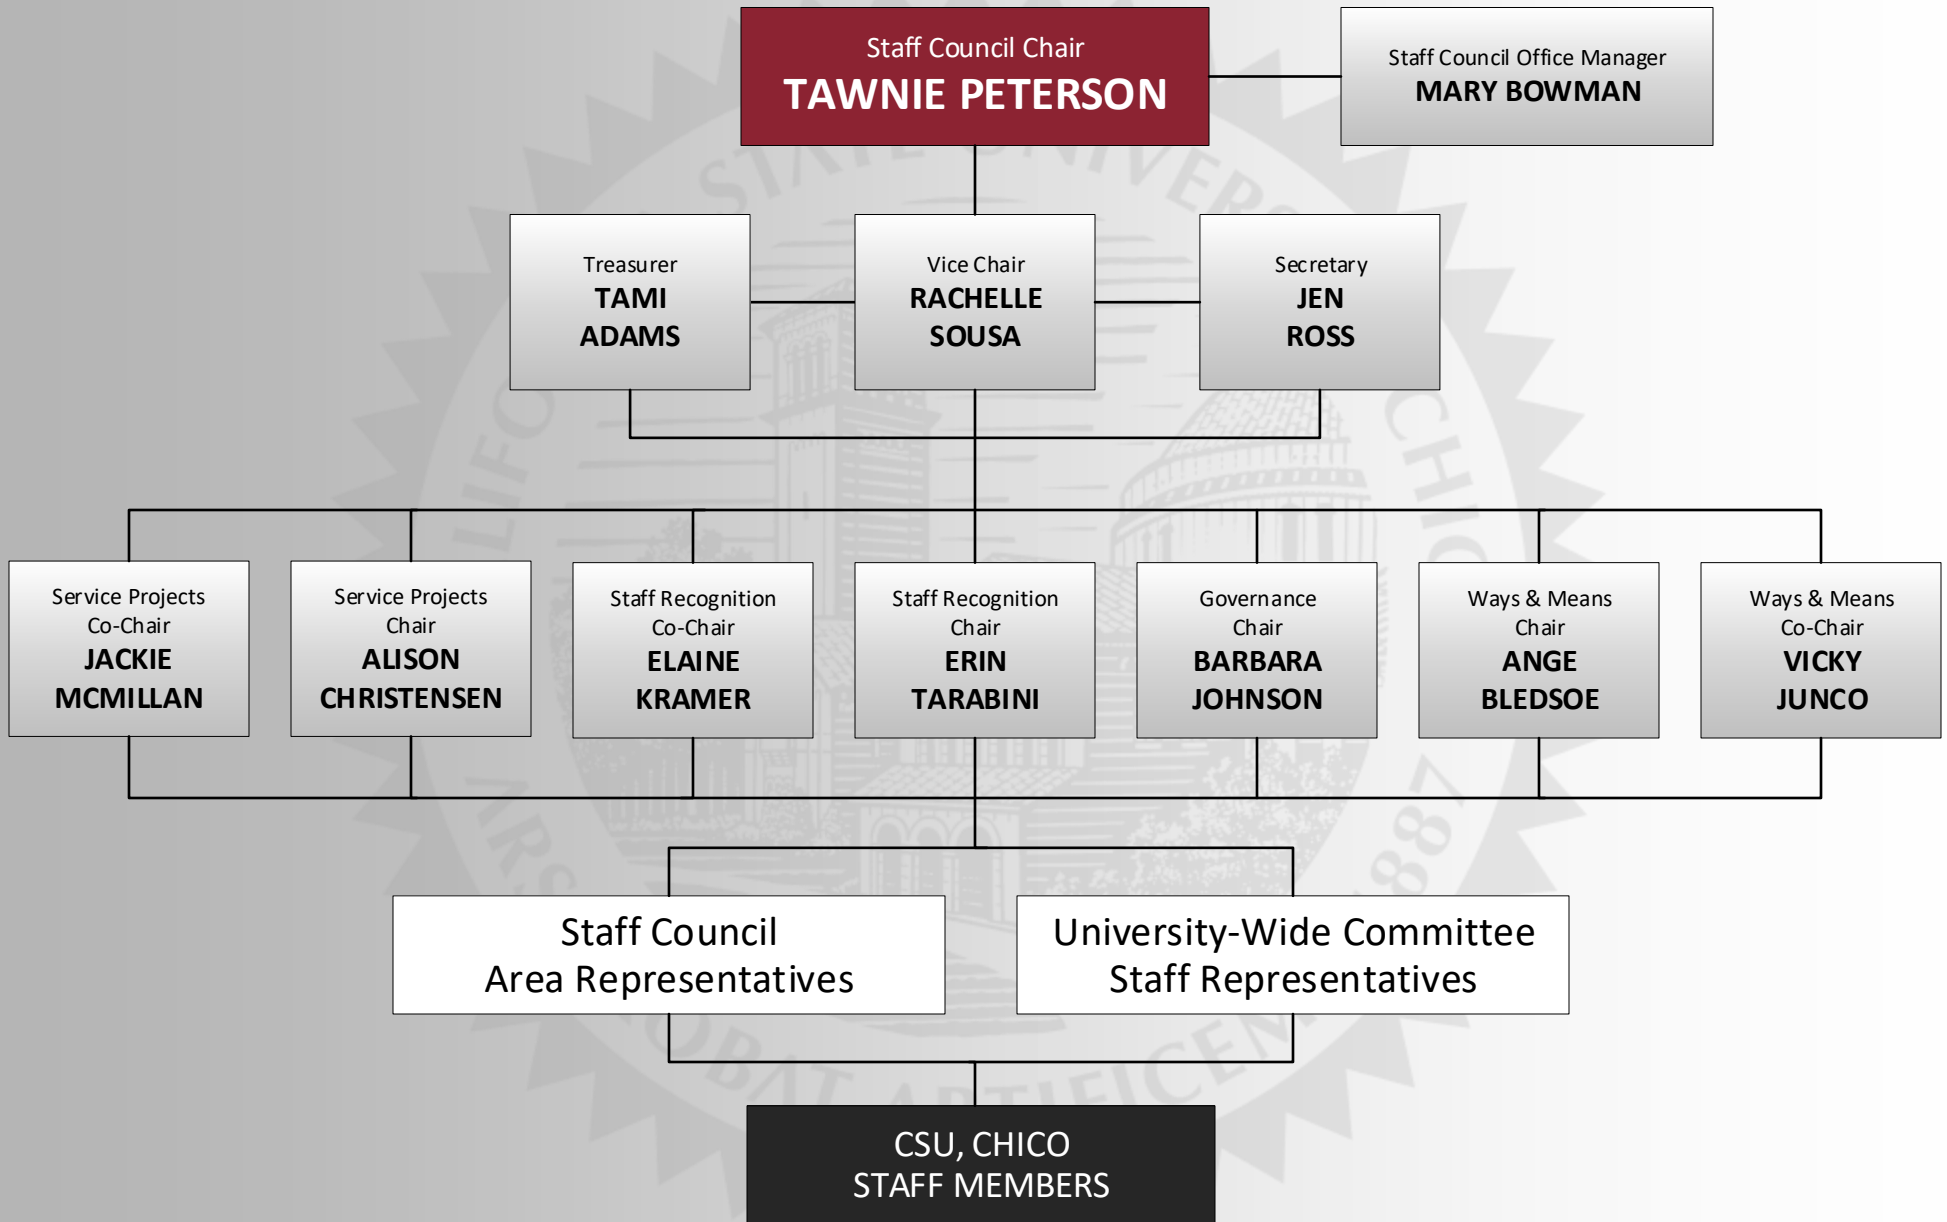 Staff Council Chair
TAWNIE PETERSON
Staff Council Office Manager
MARY BOWMAN
Treasurer
TAMI
ADAMS
Vice Chair
RACHELLE
SOUSA
Secretary
JEN
ROSS
Service Projects
Co-Chair
JACKIE
MCMILLAN
Service Projects
Chair
ALISON
CHRISTENSEN
Staff Recognition
Co-Chair
ELAINE
KRAMER
Staff Recognition
Chair
ERIN
TARABINI
Governance
Chair
BARBARA
JOHNSON
Ways & Means
Chair
ANGE
BLEDSOE
Ways & Means
Co-Chair
VICKY
JUNCO
Staff Council
Area Representatives
University-Wide Committee
Staff Representatives
CSU, CHICO
STAFF MEMBERS